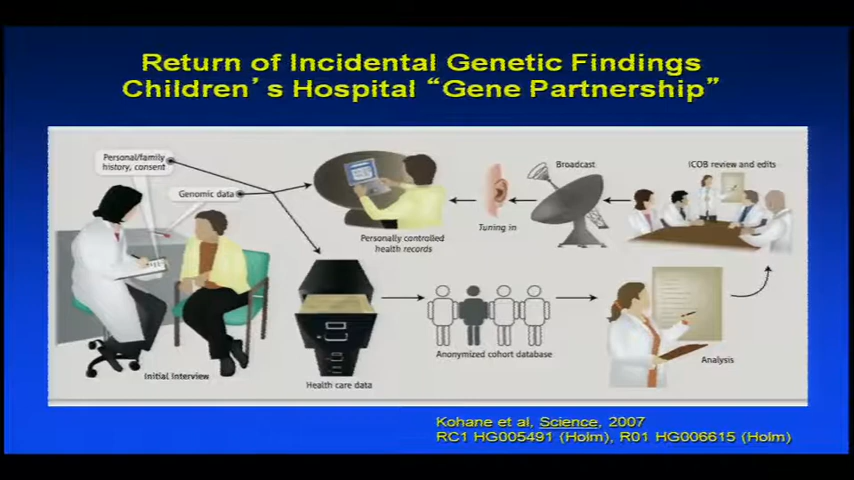 Return of Incidental Genetic Findings
Children's Hospital “Gene Partnership”
Personal/family
history, consent
Genomic data
Initial Interview
Personally controlled
health records
Tuning in
Broadcast
ICOB review and edits
Health care data
Anonymized cohort database
Analysis
Kohane et al, Science, 2007
RC1 HG005491 (Holm), R01 HG006615 (Holm)